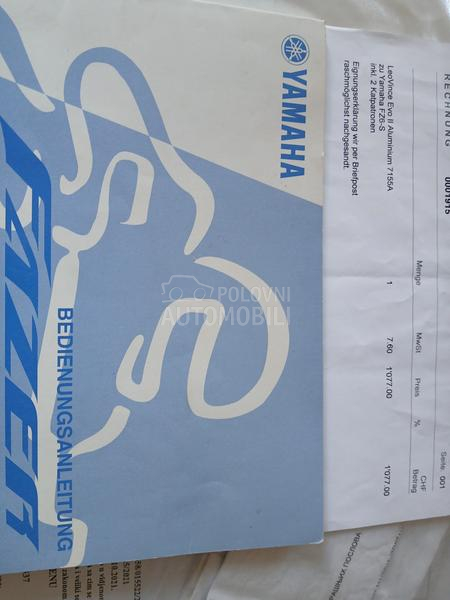 YAMAHA
FAZER
BEDIENUNGSANLEITUNG
POLOVNI
AUTOMOBILI
RECHNUNG
0001915
Seite: 001
Menge MwSt Preis % CHF
Betrag
LeoVince Evo II Aluminium 7155A 1 7.60 1'077.00 1'077.00
zu Yamaha FZ6-S
inkl. 2 Katpatronen
Eignungserklärung wir per Briefpost
raschmöglichst nachgesandt.